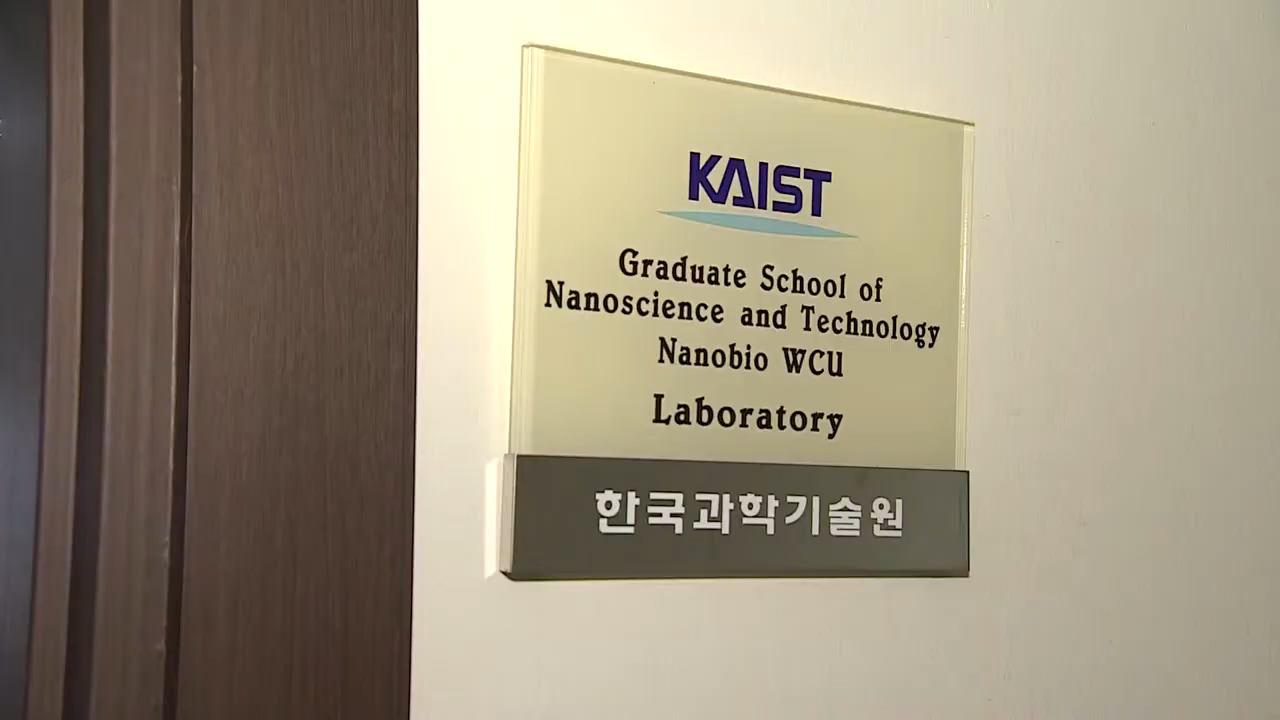 KAIST
Graduate School of
Nanoscience and Technology
Nanobio WCU
Laboratory
한국과학기술원